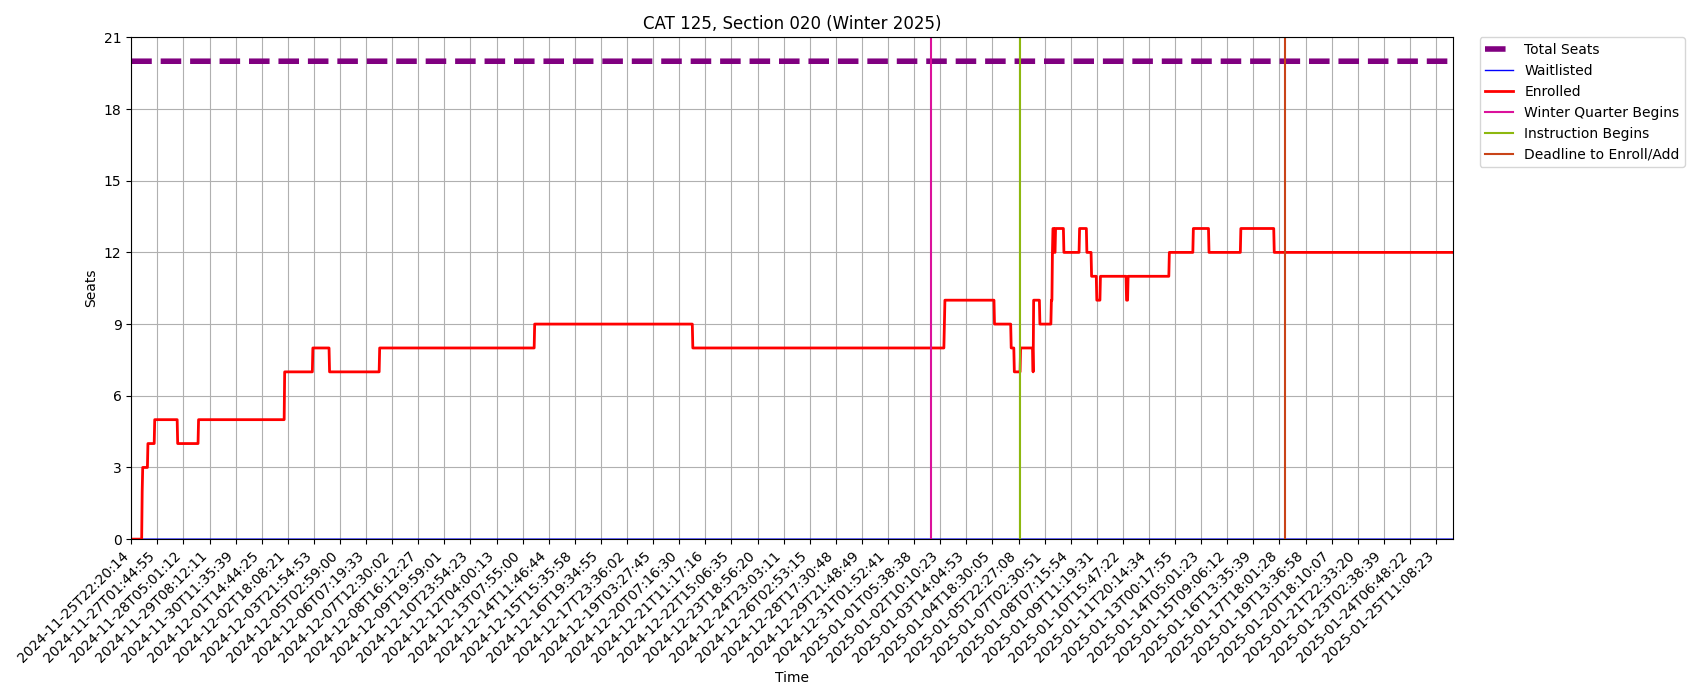 CAT 125, Section 020 (Winter 2025)
Total Seats
Waitlisted
Enrolled
Winter Quarter Begins
Instruction Begins
Deadline to Enroll/Add
Seats
21
18
15
12
9
6
3
0
2024-11-25T22:20:14
2024-11-27T01:44:55
2024-11-28T05:01:12
2024-11-29T08:12:11
2024-11-30T11:35:39
2024-12-01T14:44:25
2024-12-02T18:08:21
2024-12-03T21:54:53
2024-12-05T02:59:00
2024-12-06T07:19:33
2024-12-07T12:30:02
2024-12-08T16:12:27
2024-12-09T19:59:01
2024-12-10T23:54:23
2024-12-12T04:00:13
2024-12-13T07:55:00
2024-12-14T11:46:44
2024-12-15T15:35:58
2024-12-16T19:34:55
2024-12-17T23:36:02
2024-12-19T03:27:45
2024-12-20T07:16:30
2024-12-21T11:17:16
2024-12-22T15:06:35
2024-12-23T18:56:20
2024-12-24T23:03:11
2024-12-26T02:53:15
2024-12-28T17:30:48
2024-12-29T21:48:49
2024-12-31T01:52:41
2025-01-01T05:38:38
2025-01-02T10:10:23
2025-01-03T14:04:53
2025-01-04T18:30:05
2025-01-05T22:27:08
2025-01-07T02:30:51
2025-01-08T07:15:54
2025-01-09T11:19:31
2025-01-10T15:47:22
2025-01-11T20:14:34
2025-01-13T00:17:55
2025-01-14T05:01:23
2025-01-15T09:06:12
2025-01-16T13:35:39
2025-01-17T18:01:28
2025-01-19T13:36:58
2025-01-20T18:10:07
2025-01-21T22:33:20
2025-01-23T02:38:39
2025-01-24T06:48:22
2025-01-25T11:08:23
Time